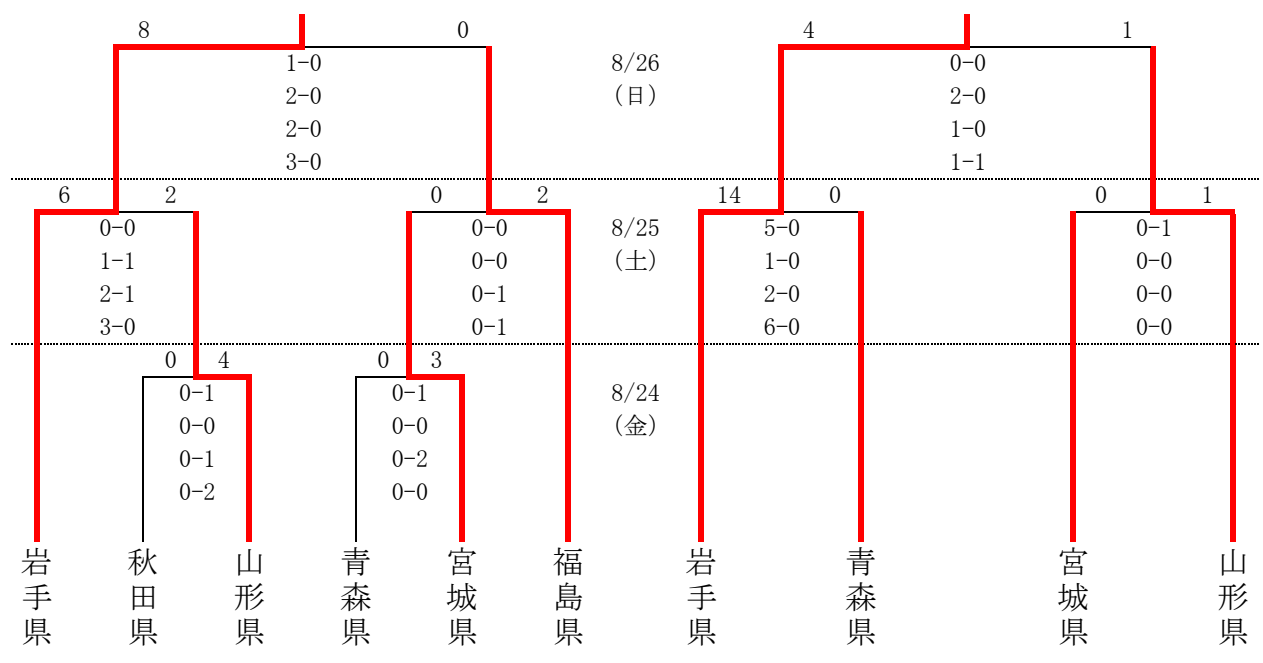 8 0 4 1
1-0 8/26 0-0
2-0 （日） 2-0
2-0 1-0
3-0 1-1
6 2 0 2 14 0 0 1
0-0 0-0 8/25 5-0 0-1
1-1 0-0 （土） 1-0 0-0
2-1 0-1 2-0 0-0
3-0 0-1 6-0 0-0
0 4 0 3
0-1 0-1 8/24
0-0 0-0 （金）
0-1 0-2
0-2 0-0
岩手県
秋田県
山形県
青森県
宮城県
福島県
岩手県
青森県
宮城県
山形県